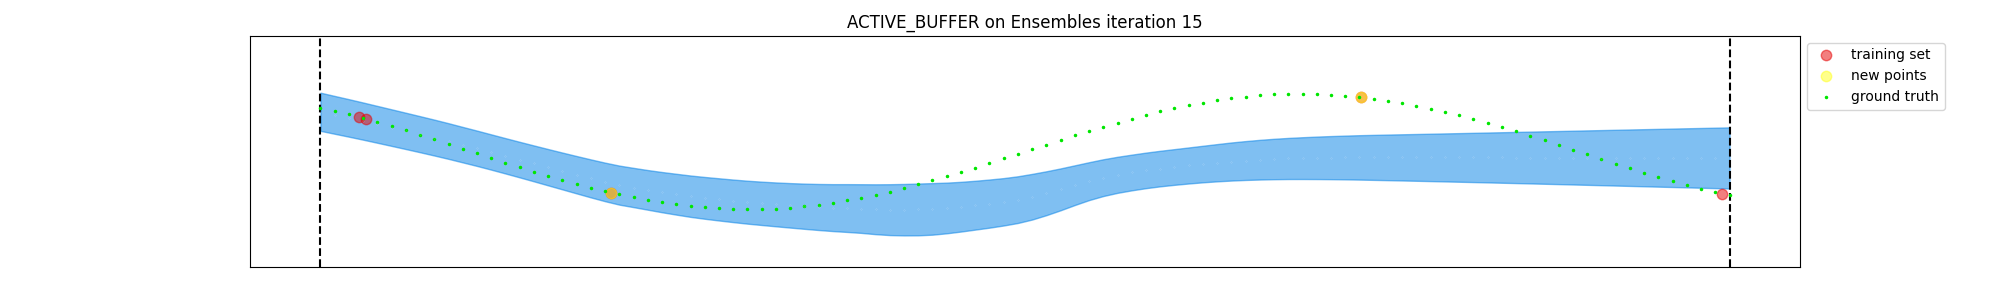 ACTIVE_BUFFER on Ensembles iteration 15
training set
new points
ground truth